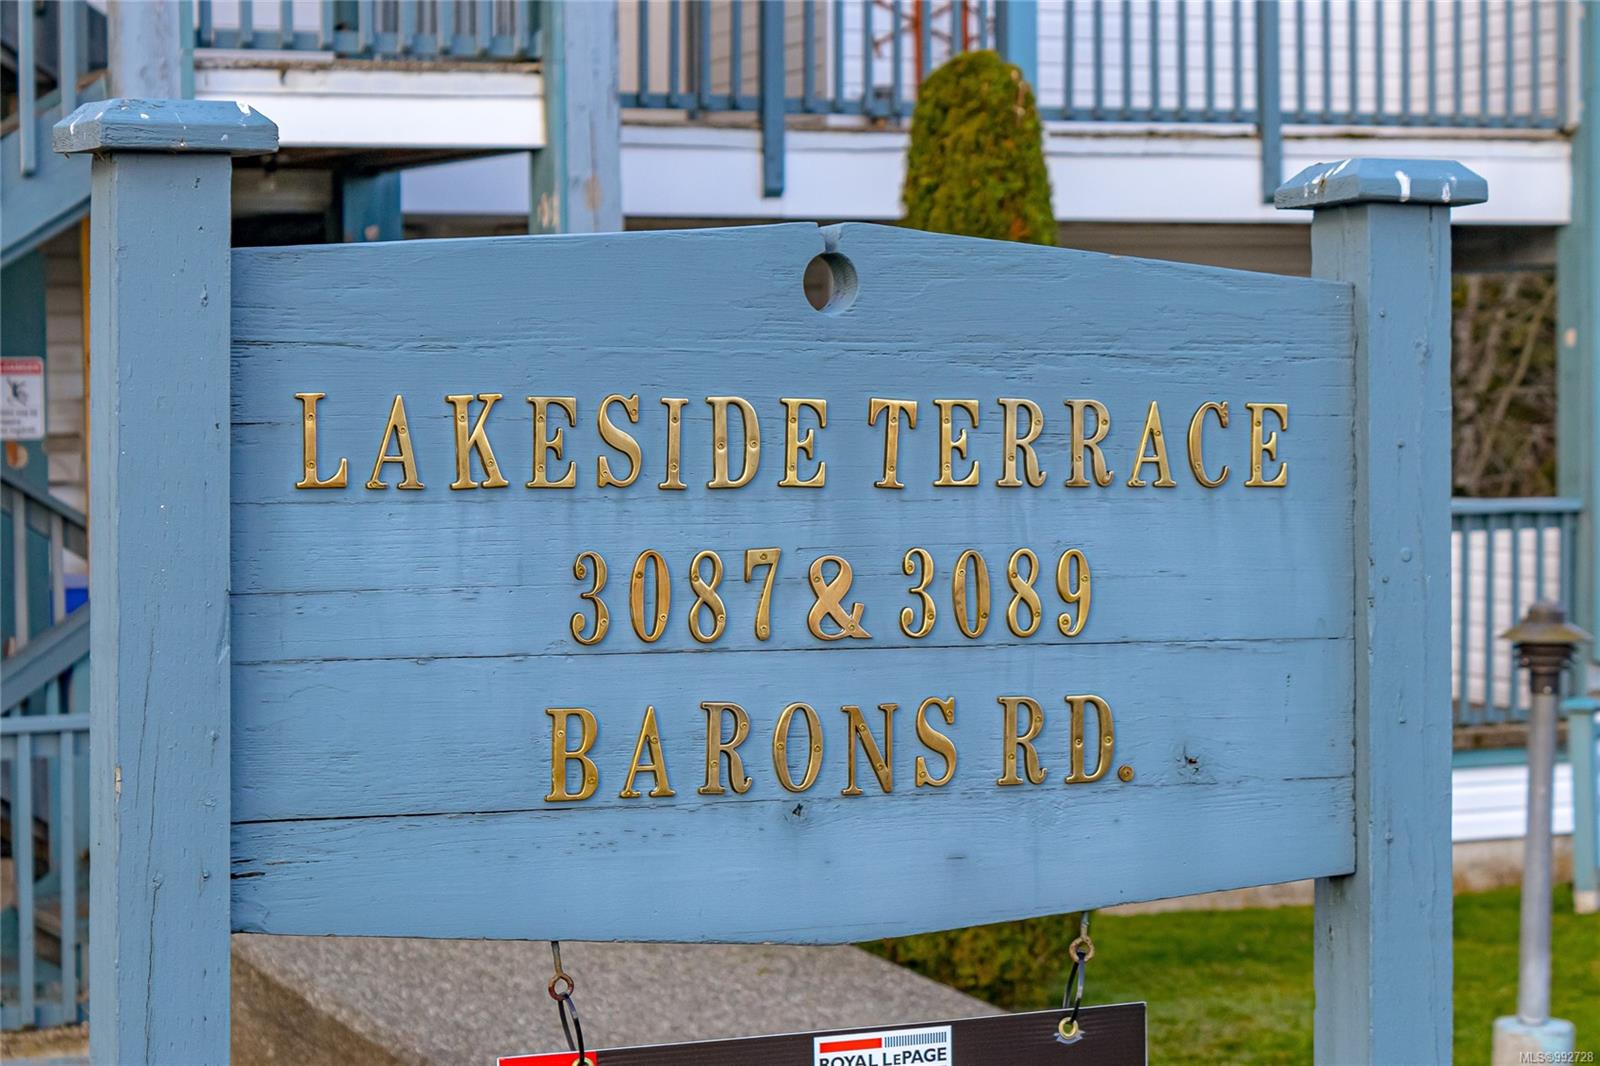 LAKESIDE TERRACE
3087 & 3089
BARONS RD.
ROYAL LEPAGE
MLS®992728